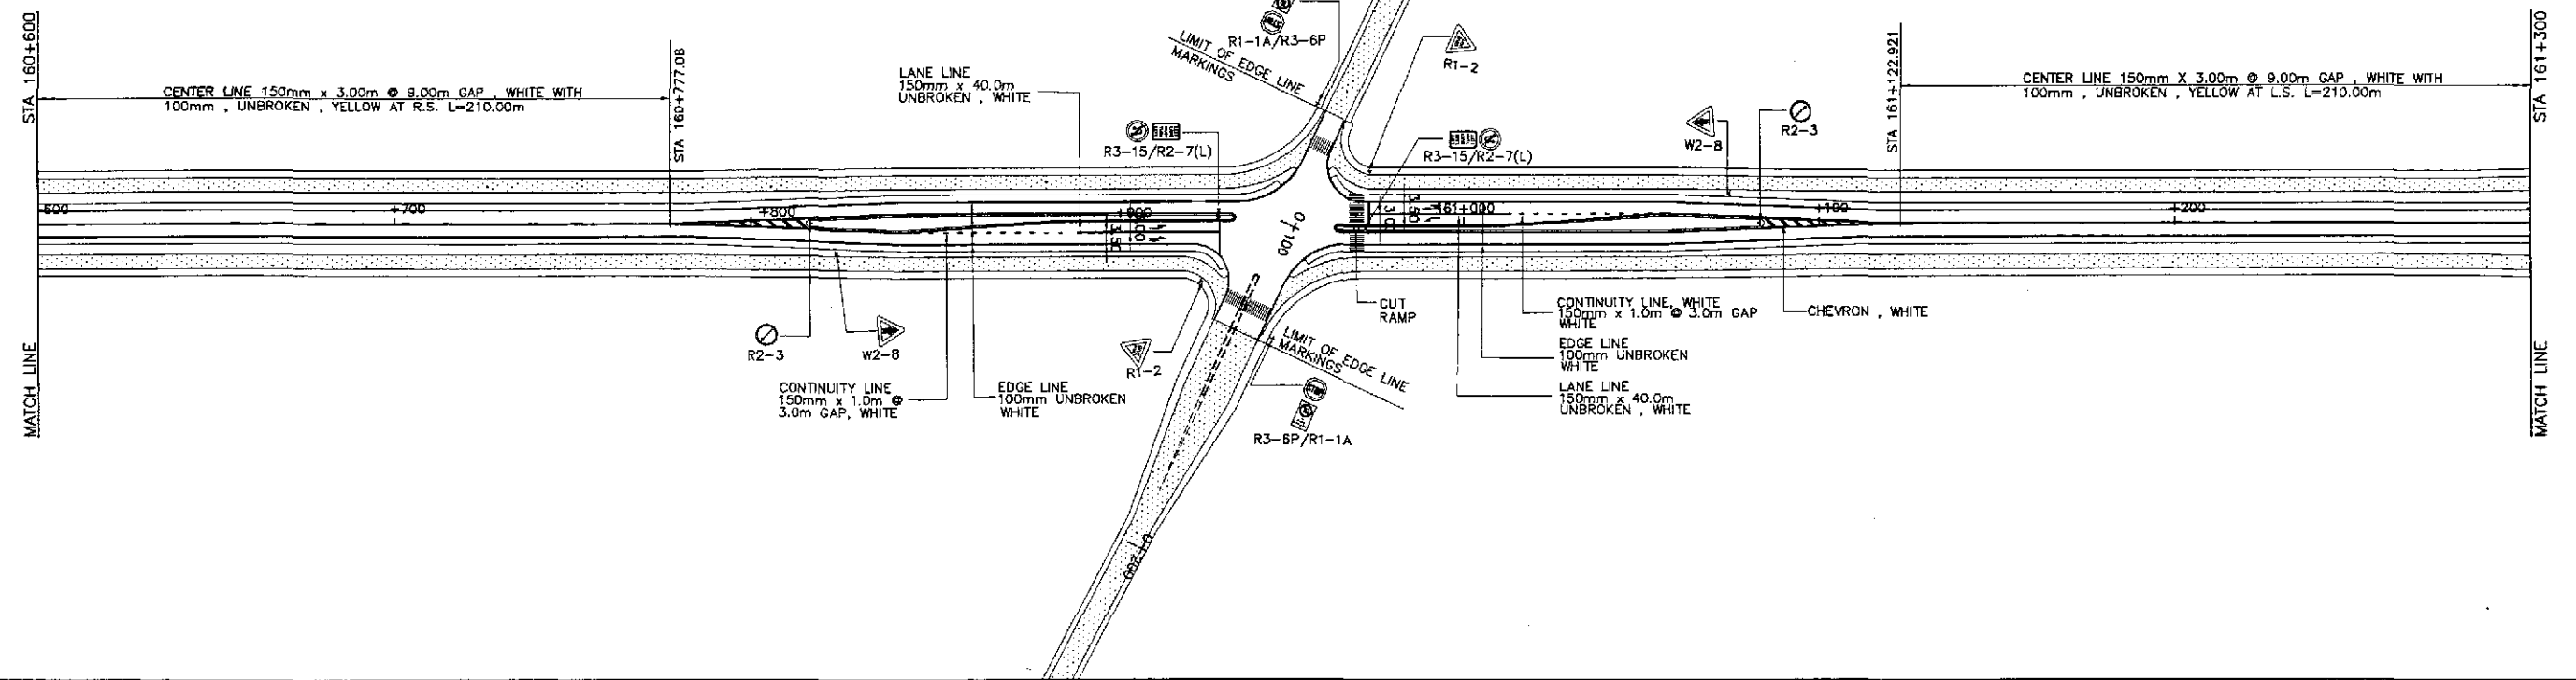 STA 160+600
MATCH LINE
CENTER LINE 150mm x 3.00m @ 9.00m GAP , WHITE WITH
100mm , UNBROKEN , YELLOW AT R.S. L=210.00m
STA 160+777.08
LANE LINE
150mm x 40.0m
UNBROKEN , WHITE
R3-15/R2-7(L)
R1-1A/R3-6P
LIMIT OF EDGE LINE
MARKINGS
R1-2
R3-15/R2-7(L)
W2-8
R2-3
STA 161+122.921
CENTER LINE 150mm X 3.00m @ 9.00m GAP , WHITE WITH
100mm , UNBROKEN , YELLOW AT L.S. L=210.00m
STA 161+300
MATCH LINE
+700
+800
3.50
0+100
3.50
161+000
+100
+200
R2-3
W2-8
CONTINUITY LINE
150mm x 1.0m @
3.0m GAP, WHITE
EDGE LINE
100mm UNBROKEN
WHITE
R1-2
LIMIT OF EDGE LINE
MARKINGS
STOP
R3-6P/R1-1A
CUT
RAMP
CONTINUITY LINE, WHITE
150mm x 1.0m @ 3.0m GAP
WHITE
CHEVRON , WHITE
EDGE LINE
100mm UNBROKEN
WHITE
LANE LINE
150mm x 40.0m
UNBROKEN , WHITE
0+200